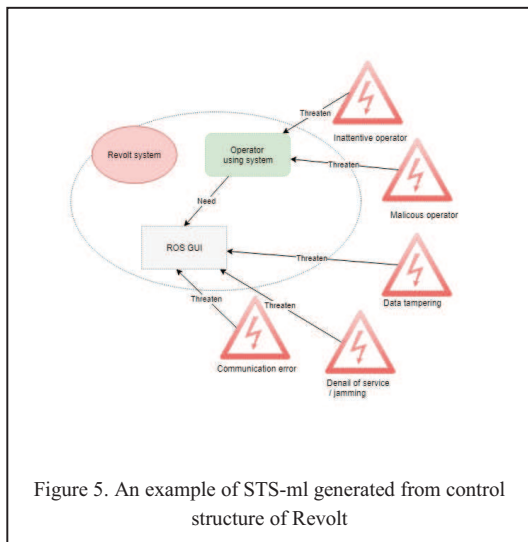 Threaten
Inattentive operator
Revolt system
Operator
using system
Threaten
Malicous operator
Need
ROS GUI
Threaten
Data tampering
Threaten
Threaten
Communication error
Denail of service
/ jamming
Figure 5. An example of STS-ml generated from control
structure of Revolt